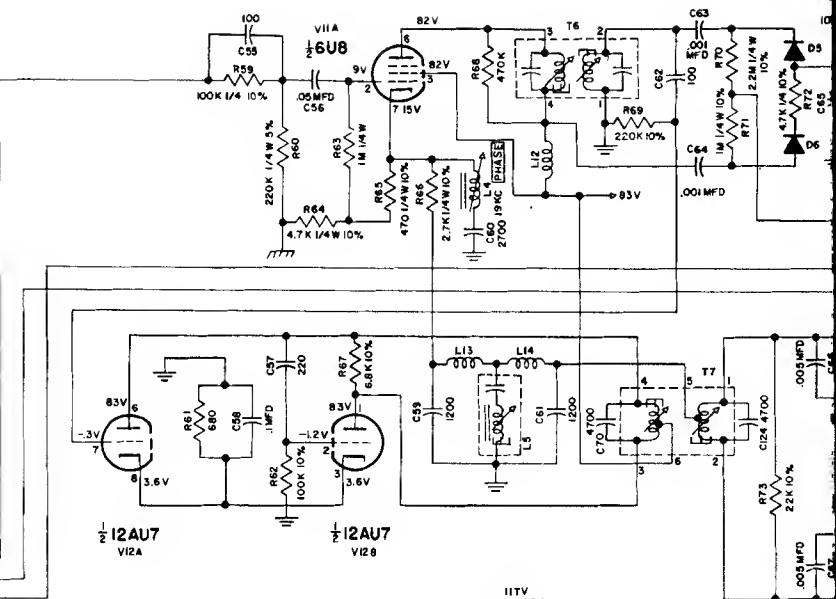 100
C55
R59
100K 1/4 10%
V11A
½6U8
82V
6
9V
2
82V
3
7 15V
.05MFD
C56
R60
220K 1/4W 5%
R63
1M 1/4W
R64
4.7K 1/4W 10%
R65
470 1/4W 10%
R66
2.7K 1/4W 10%
PHASE
L4
19KC
C60
2700
R68
470K
T6
3
2
4
1
L12
R69
220K 10%
C62
100
C63
.001
MFD
R70
2.2M 1/4W
10%
1M 1/4W 10%
R71
D5
4.7K 1/4 10%
R72
C65
D6
C64
.001 MFD
83V
C57
220
R67
6.8K 10%
83V
6
-.3V
7
8
3.6V
½ 12AU7
V12A
R61
680
C58
.1MFD
83V
1
-1.2V
2
3
3.6V
R62
100K 10%
½ 12AU7
V12B
L13
L14
C59
1200
C61
1200
L5
T7
4
5
1
4700
C70
3
6
2
C124 4700
R73
22K 10%
.005MFD
.005 MFD
11TV